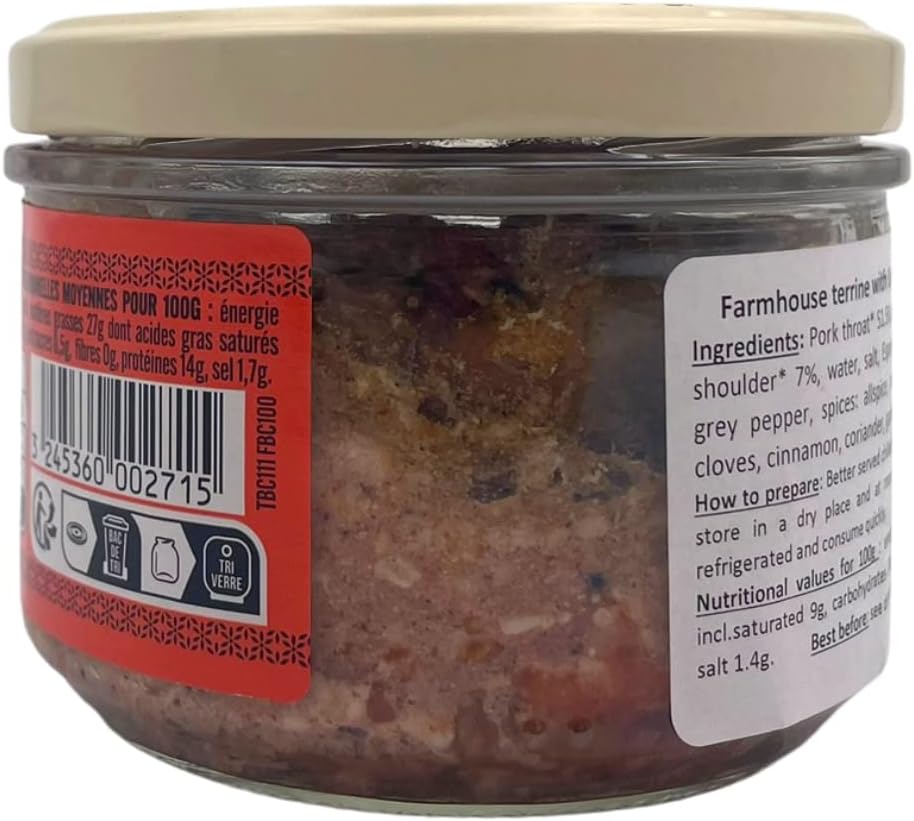 MOYENNES POUR 100G : énergie
grasses 27g dont acides gras saturés
0,5g, fibres 0g, protéines 14g, sel 1,7g.
3 245360 002715
TBC111 FBC100
BAC
DE
TRI
TRI
VERRE
Farmhouse terrine with
Ingredients: Pork throat*
shoulder* 7%, water, salt,
grey pepper, spices: allspice,
cloves, cinnamon, coriander,
How to prepare: Better served
store in a dry place and at
refrigerated and consume quickly
Nutritional values for 100g :
incl.saturated 9g, carbohydrates
salt 1.4g.
Best before: see